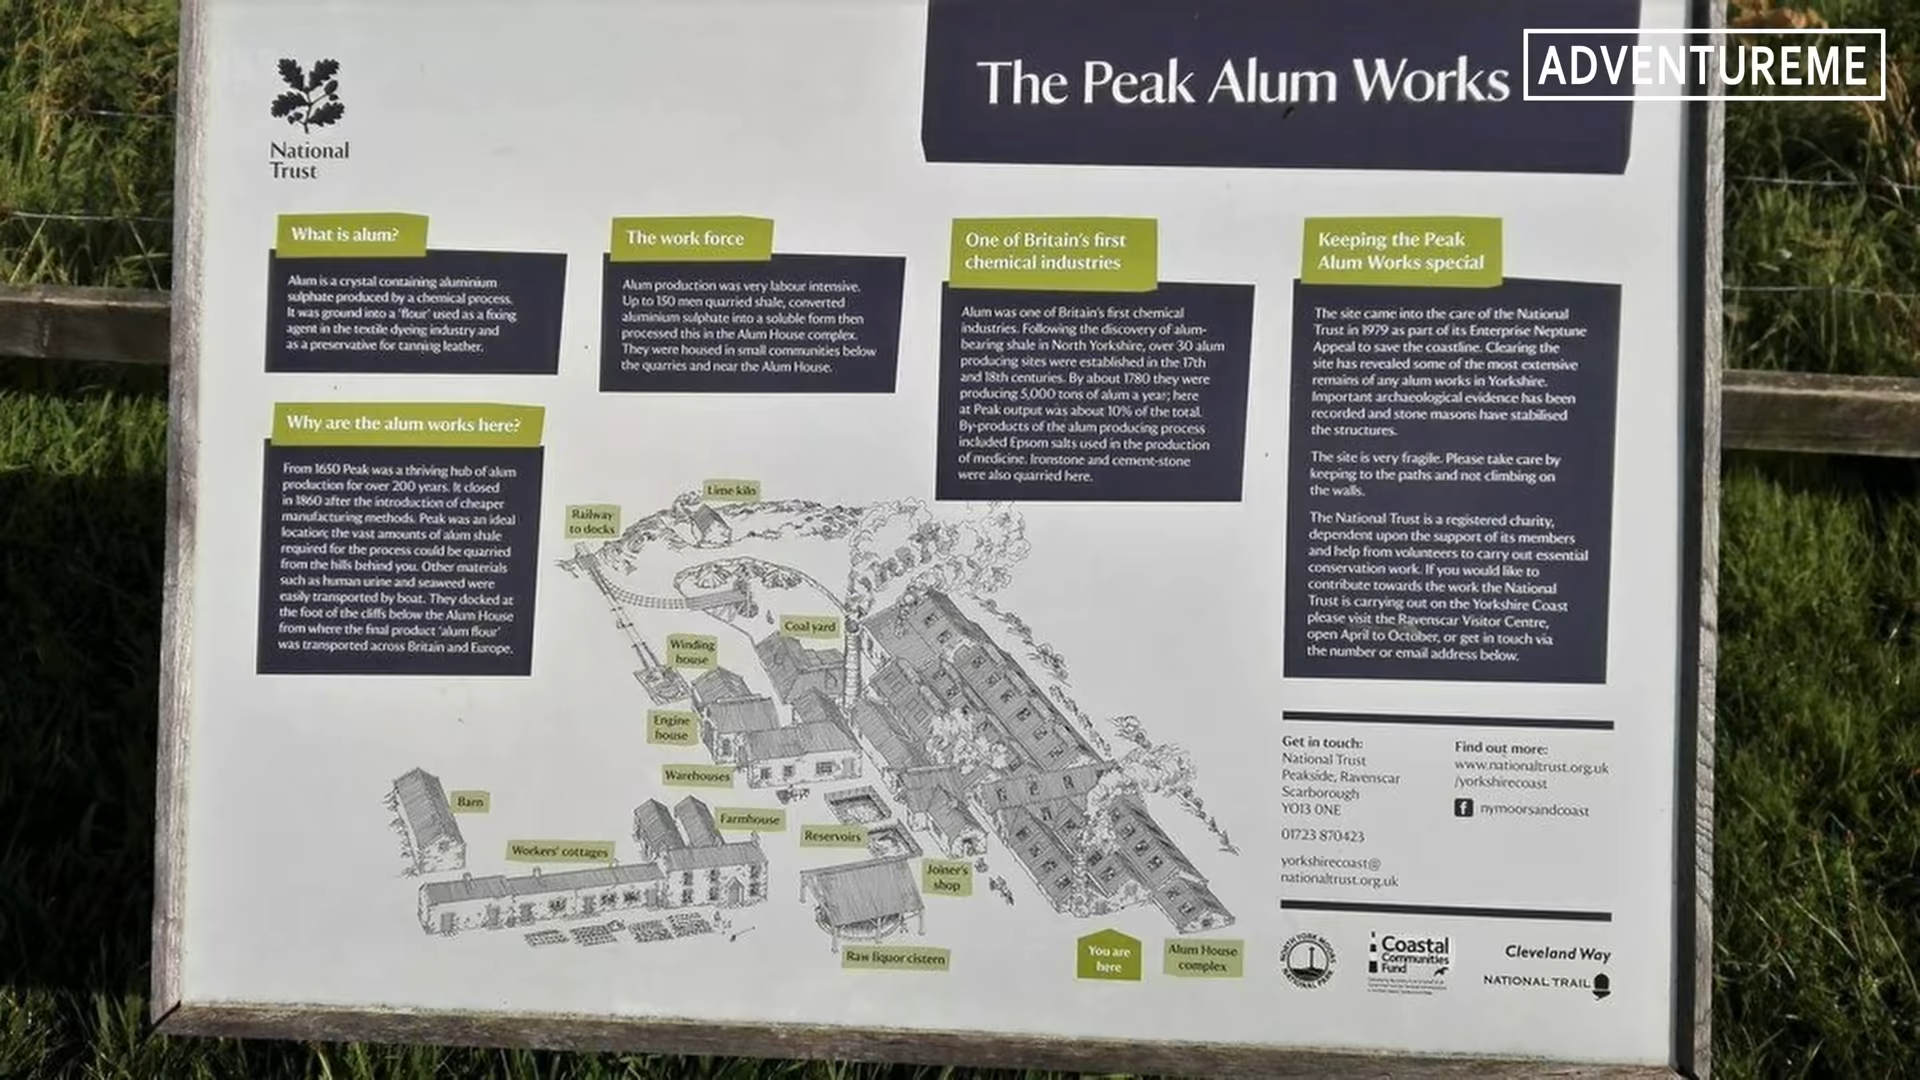 ADVENTUREME
The Peak Alum Works
National
Trust
What is alum?
Alum is a crystal containing aluminium
sulphate produced by a chemical process.
It was ground into a 'flour' used as a fixing
agent in the textile dyeing industry and
as a preservative for tanning leather.
The work force
Alum production was very labour intensive.
Up to 150 men quarried shale, converted
aluminium sulphate into a soluble form then
processed this in the Alum House complex.
They were housed in small communities below
the quarries and near the Alum House.
One of Britain's first
chemical industries
Alum was one of Britain's first chemical
industries. Following the discovery of alum-
bearing shale in North Yorkshire, over 30 alum
producing sites were established in the 17th
and 18th centuries. By about 1780 they were
producing 5,000 tons of alum a year; here
at Peak output was about 10% of the total.
By-products of the alum producing process
included Epsom salts used in the production
of medicine. Ironstone and cement-stone
were also quarried here.
Keeping the Peak
Alum Works special
The site came into the care of the National
Trust in 1979 as part of its Enterprise Neptune
Appeal to save the coastline. Clearing the
site has revealed some of the most extensive
remains of any alum works in Yorkshire.
Important archaeological evidence has been
recorded and stone masons have stabilised
the structures.
The site is very fragile. Please take care by
keeping to the paths and not climbing on
the walls.
The National Trust is a registered charity,
dependent upon the support of its members
and help from volunteers to carry out essential
conservation work. If you would like to
contribute towards the work the National
Trust is carrying out on the Yorkshire Coast
please visit the Ravenscar Visitor Centre,
open April to October, or get in touch via
the number or email address below.
Why are the alum works here?
From 1650 Peak was a thriving hub of alum
production for over 200 years. It closed
in 1860 after the introduction of cheaper
manufacturing methods. Peak was an ideal
location; the vast amounts of alum shale
required for the process could be quarried
from the hills behind you. Other materials
such as human urine and seaweed were
easily transported by boat. They docked at
the foot of the cliffs below the Alum House
from where the final product 'alum flour'
was transported across Britain and Europe.
Lime kiln
Railway
to docks
Coal yard
Winding
house
Engine
house
Warehouses
Barn
Farmhouse
Workers' cottages
Reservoirs
Joiner's
shop
Raw liquor cistern
You are
here
Alum House
complex
Get in touch:
National Trust
Peakside, Ravenscar
Scarborough
YO13 0NE
01723 870423
yorkshirecoast@
nationaltrust.org.uk
Find out more:
www.nationaltrust.org.uk
/yorkshirecoast
f nymoorsandcoast
NORTH YORK MOORS
NATIONAL PARK
Coastal
Communities
Fund
Cleveland Way
NATIONAL TRAIL